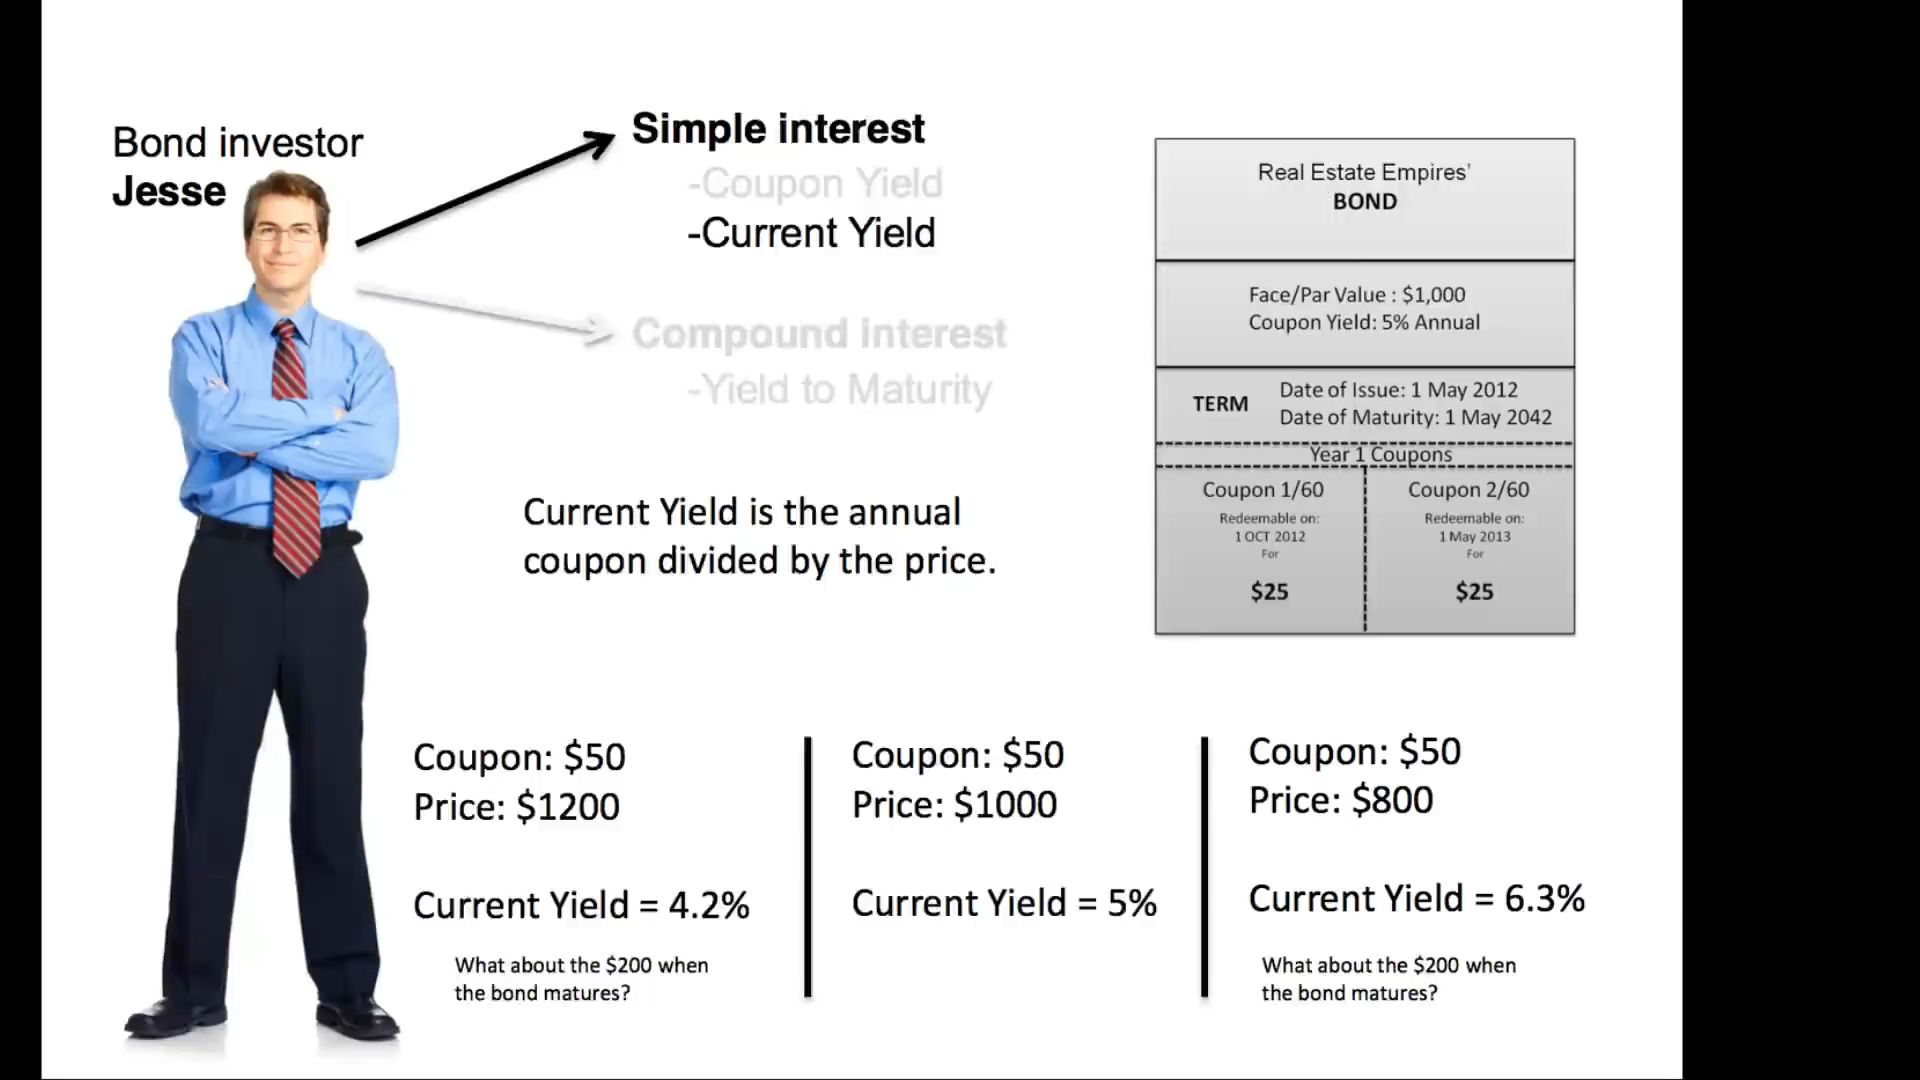 Bond investor
Jesse
Simple interest
-Coupon Yield
-Current Yield
Compound interest
-Yield to Maturity
Current Yield is the annual
coupon divided by the price.
Real Estate Empires'
BOND
Face/Par Value : $1,000
Coupon Yield: 5% Annual
TERM
Date of Issue: 1 May 2012
Date of Maturity: 1 May 2042
Year 1 Coupons
Coupon 1/60
Redeemable on:
1 OCT 2012
For
$25
Coupon 2/60
Redeemable on:
1 May 2013
For
$25
Coupon: $50
Price: $1200
Current Yield = 4.2%
What about the $200 when
the bond matures?
Coupon: $50
Price: $1000
Current Yield = 5%
Coupon: $50
Price: $800
Current Yield = 6.3%
What about the $200 when
the bond matures?